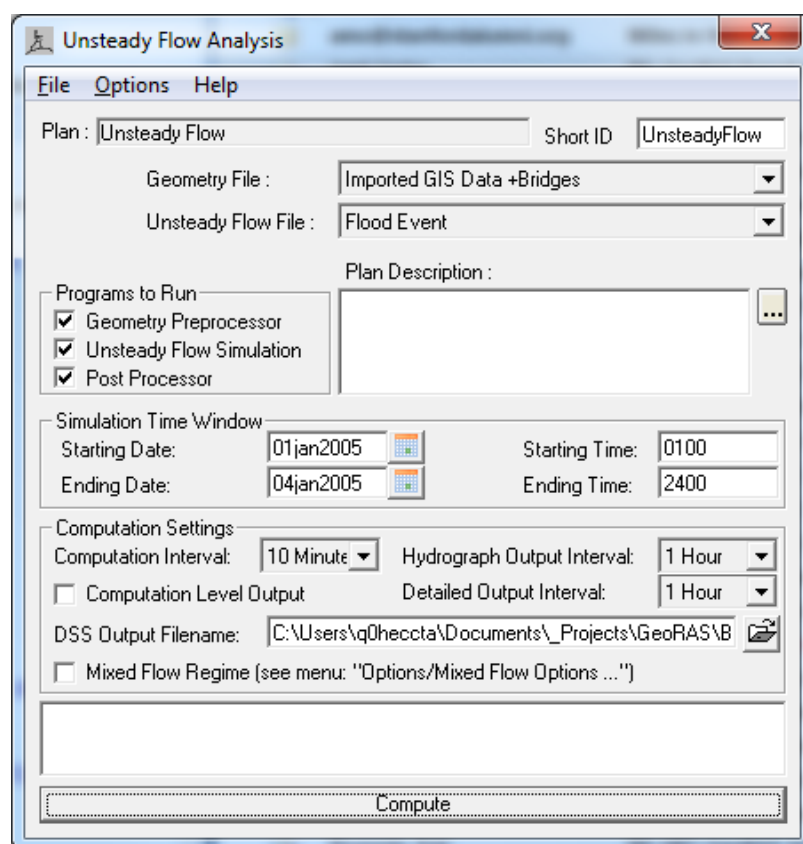 Unsteady Flow Analysis
File Options Help
Plan : Unsteady Flow Short ID UnsteadyFlow
Geometry File : Imported GIS Data +Bridges
Unsteady Flow File : Flood Event
Plan Description :
Programs to Run
Geometry Preprocessor
Unsteady Flow Simulation
Post Processor
...
Simulation Time Window
Starting Date: 01jan2005 Starting Time: 0100
Ending Date: 04jan2005 Ending Time: 2400
Computation Settings
Computation Interval: 10 Minute Hydrograph Output Interval: 1 Hour
Computation Level Output Detailed Output Interval: 1 Hour
DSS Output Filename: C:\Users\q0heccta\Documents\_Projects\GeoRAS\B
Mixed Flow Regime (see menu: "Options/Mixed Flow Options ...")
Compute